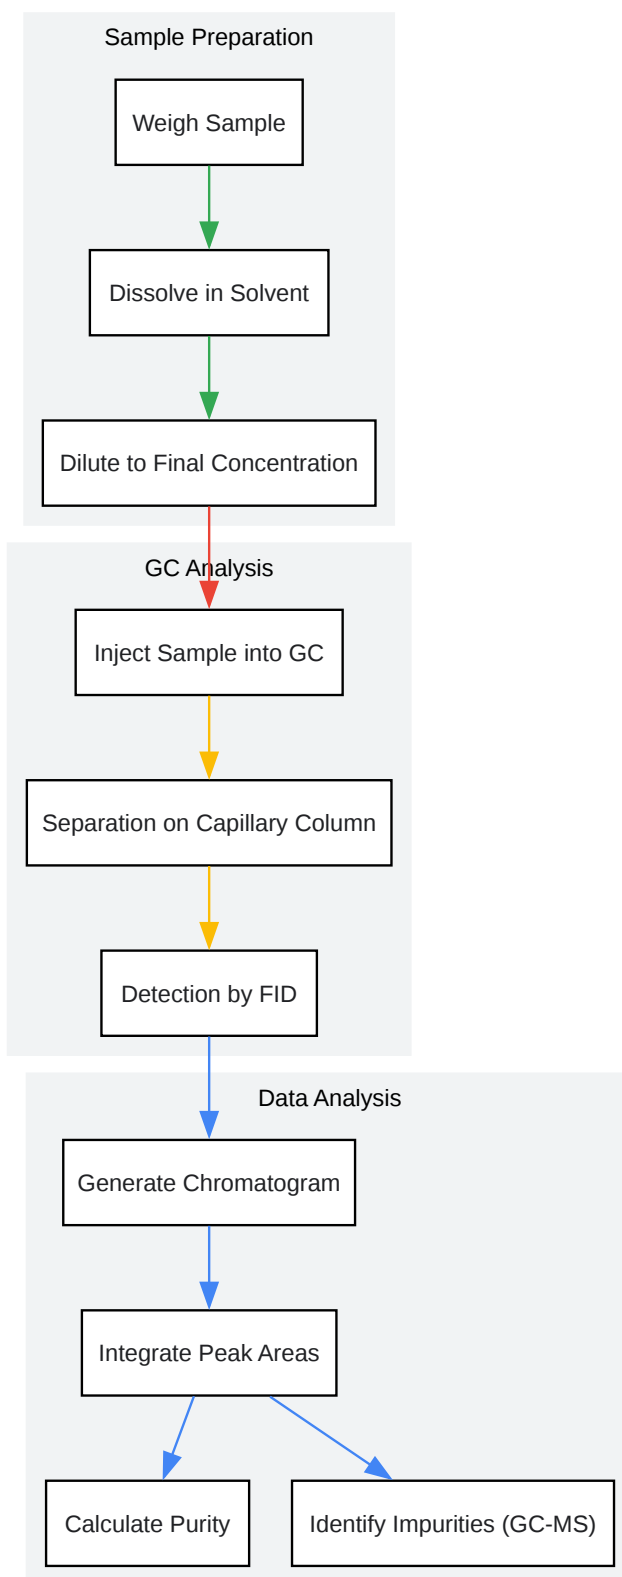 Sample Preparation
Weigh Sample
Dissolve in Solvent
Dilute to Final Concentration
GC Analysis
Inject Sample into GC
Separation on Capillary Column
Detection by FID
Data Analysis
Generate Chromatogram
Integrate Peak Areas
Calculate Purity
Identify Impurities (GC-MS)